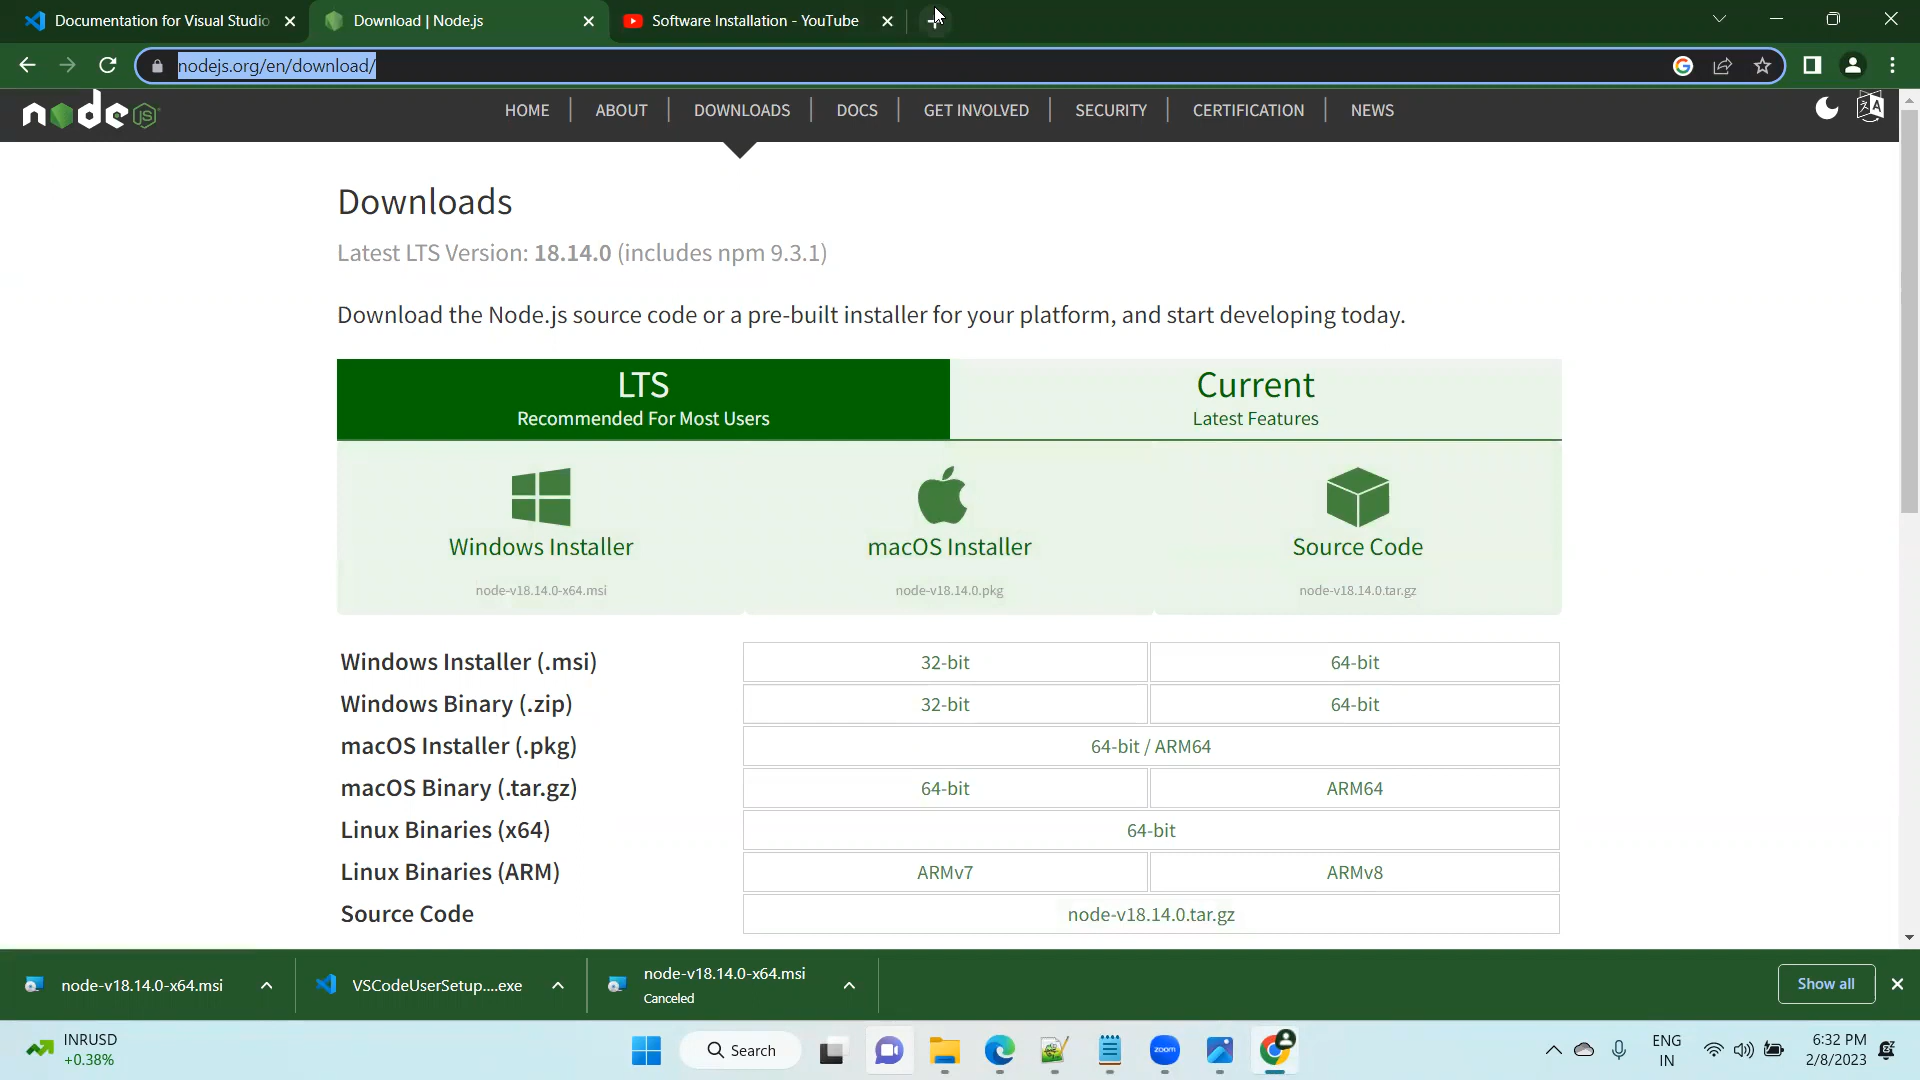 Documentation for Visual Studio
Download | Node.js
Software Installation - YouTube
nodejs.org/en/download/
node
JS
HOME
ABOUT
DOWNLOADS
DOCS
GET INVOLVED
SECURITY
CERTIFICATION
NEWS
Downloads
Latest LTS Version: 18.14.0 (includes npm 9.3.1)
Download the Node.js source code or a pre-built installer for your platform, and start developing today.
LTS
Recommended For Most Users
Current
Latest Features
Windows Installer
node-v18.14.0-x64.msi
macOS Installer
node-v18.14.0.pkg
Source Code
node-v18.14.0.tar.gz
Windows Installer (.msi) 32-bit 64-bit
Windows Binary (.zip) 32-bit 64-bit
macOS Installer (.pkg) 64-bit / ARM64
macOS Binary (.tar.gz) 64-bit ARM64
Linux Binaries (x64) 64-bit
Linux Binaries (ARM) ARMv7 ARMv8
Source Code node-v18.14.0.tar.gz
node-v18.14.0-x64.msi
VSCodeUserSetup....exe
node-v18.14.0-x64.msi
Canceled
Show all
INRUSD
+0.38%
Search
zoom
ENG
IN
6:32 PM
2/8/2023